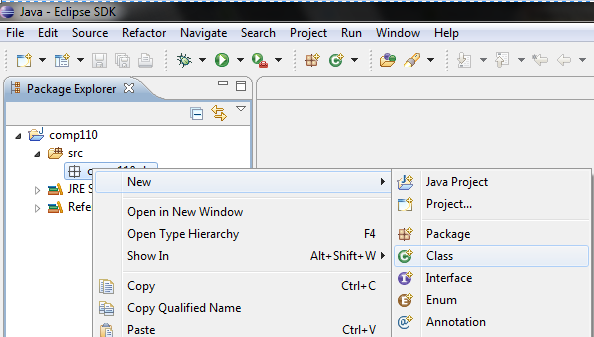 Java - Eclipse SDK
File Edit Source Refactor Navigate Search Project Run Window Help
Package Explorer
comp110
src
New
Java Project
JRE S
Project...
Refe
Open in New Window
Open Type Hierarchy F4
Package
Show In Alt+Shift+W
Class
Interface
Copy Ctrl+C
Enum
Copy Qualified Name
Annotation
Paste Ctrl+V